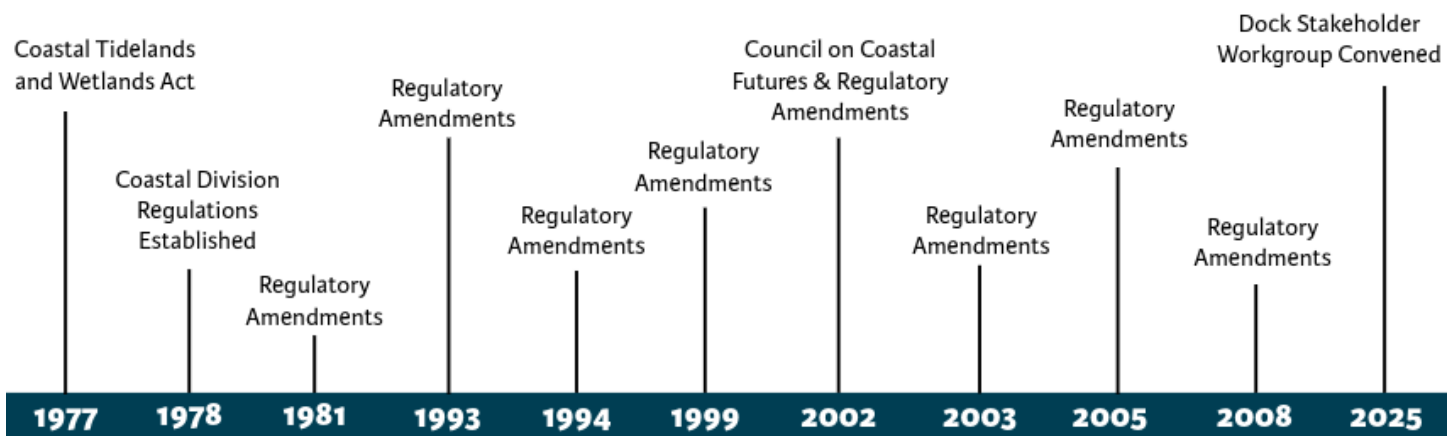 Coastal Tidelands
and Wetlands Act
Coastal Division
Regulations
Established
Regulatory
Amendments
Regulatory
Amendments
Regulatory
Amendments
Regulatory
Amendments
Council on Coastal
Futures & Regulatory
Amendments
Regulatory
Amendments
Regulatory
Amendments
Regulatory
Amendments
Dock Stakeholder
Workgroup Convened
1977 1978 1981 1993 1994 1999 2002 2003 2005 2008 2025